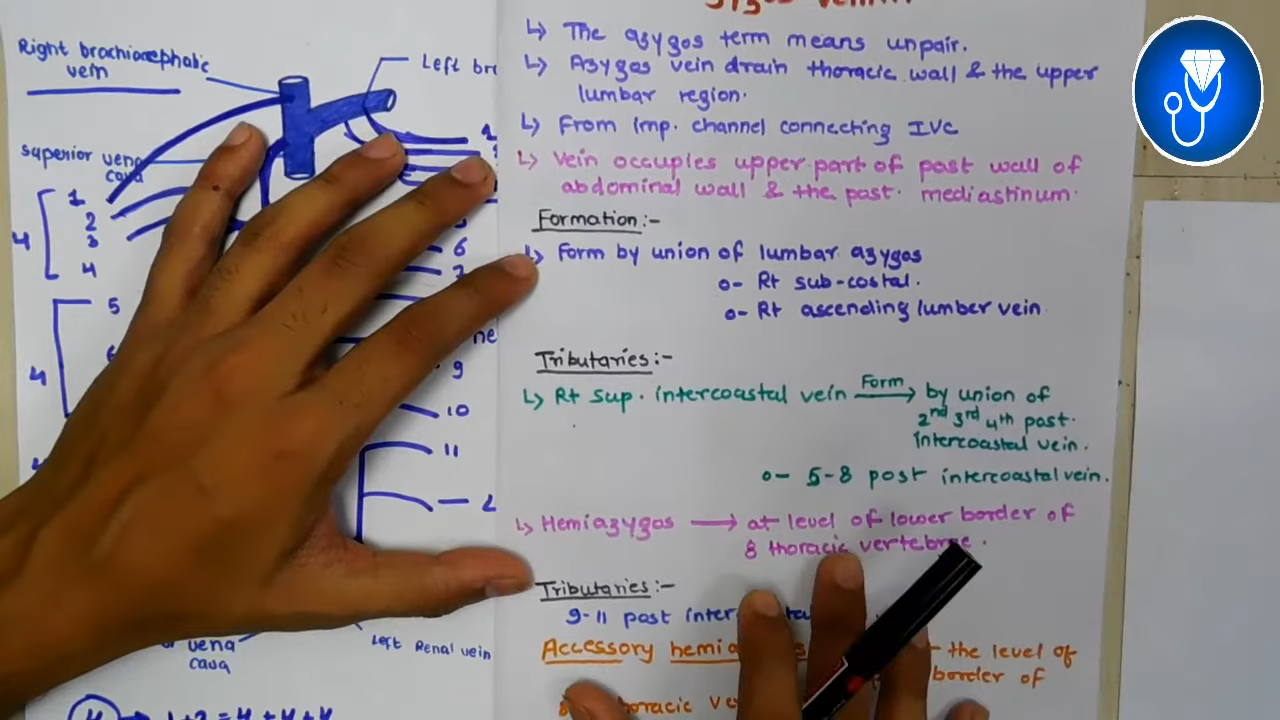 Right brachiocephalic
vein
Left
superior vena
cava
1
2
3
4
4
5
4
6
9
10
11
vena
cava
Left Renal vein
↳ The azygos term means unpair.
↳ Azygos vein drain thoracic wall & the upper
lumbar region.
↳ From imp. channel connecting IVC
↳ Vein occuples upper part of post wall of
abdominal wall & the post. mediastinum.
Formation:-
↳ Form by union of lumbar azygos
o- Rt sub-costal.
o- Rt ascending lumber vein.
Tributaries:-
↳ Rt sup. intercoastal vein Form → by union of
2nd 3rd 4th post.
intercoastal vein.
o- 5-8 post intercoastal vein.
↳ Hemiazygos → at level of lower border of
8 thoracic vertebrae.
Tributaries:-
9-11 post
Accessory
the level of
border of